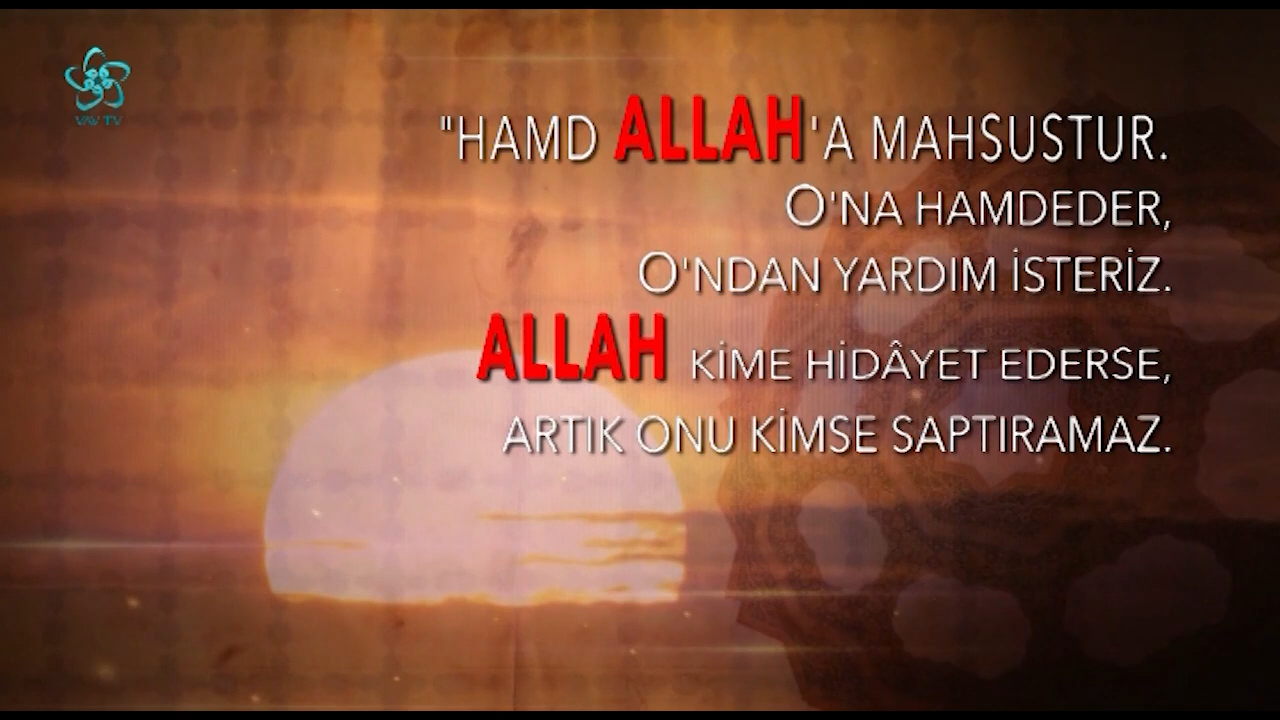 VAV TV
"HAMD ALLAH'A MAHSUSTUR.
O'NA HAMDEDER,
O'NDAN YARDIM İSTERİZ.
ALLAH KİME HİDÂYET EDERSE,
ARTIK ONU KİMSE SAPTIRAMAZ.